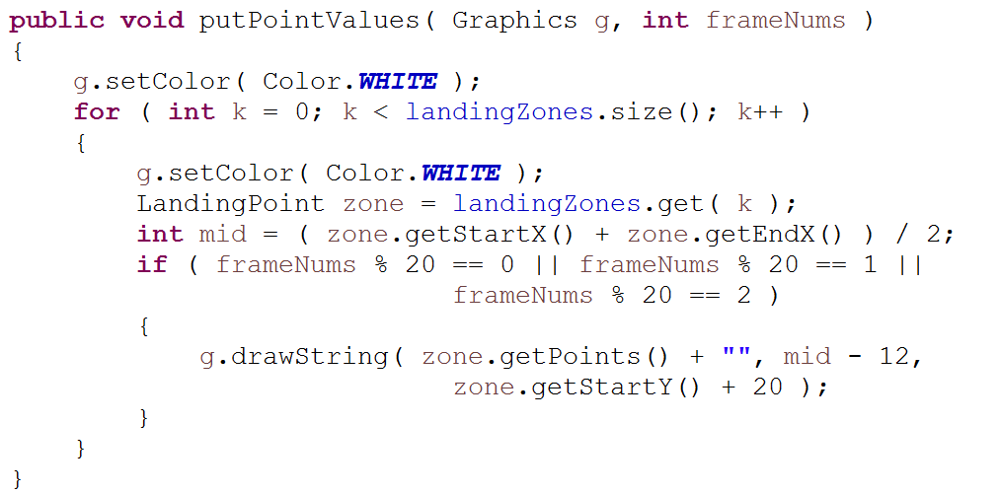 public void putPointValues( Graphics g, int frameNums )
{
    g.setColor( Color.WHITE );
    for ( int k = 0; k < landingZones.size(); k++ )
    {
        g.setColor( Color.WHITE );
        LandingPoint zone = landingZones.get( k );
        int mid = ( zone.getStartX() + zone.getEndX() ) / 2;
        if ( frameNums % 20 == 0 || frameNums % 20 == 1 ||
                            frameNums % 20 == 2 )
        {
            g.drawString( zone.getPoints() + "", mid - 12,
                            zone.getStartY() + 20 );
        }
    }
}